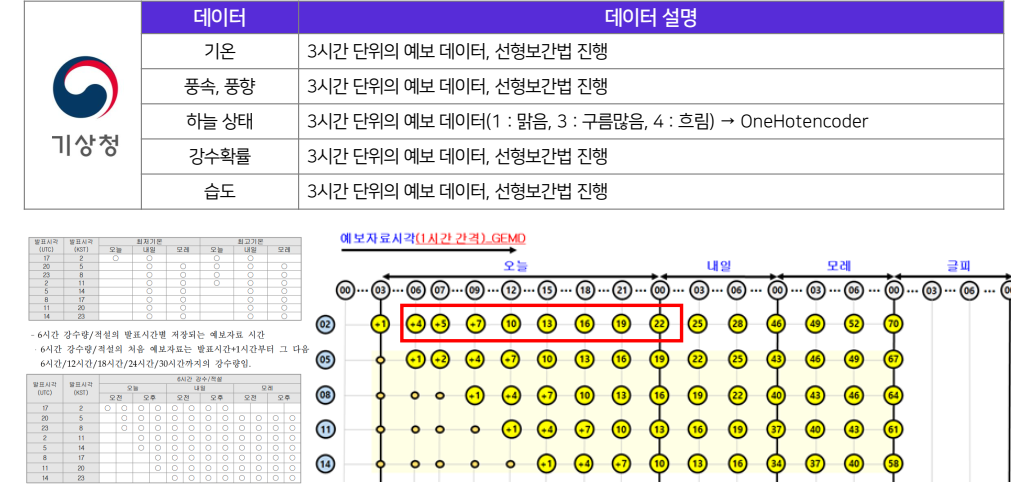 데이터 데이터 설명
기상청
기온 3시간 단위의 예보 데이터, 선형보간법 진행
풍속, 풍향 3시간 단위의 예보 데이터, 선형보간법 진행
하늘 상태 3시간 단위의 예보 데이터(1 : 맑음, 3 : 구름많음, 4 : 흐림) → OneHotencoder
강수확률 3시간 단위의 예보 데이터, 선형보간법 진행
습도 3시간 단위의 예보 데이터, 선형보간법 진행
발표시각 (UTC) 발표시각 (KST) 최저기온 최고기온
오늘 내일 모레 오늘 내일 모레
17 2 ○ ○ ○ ○
20 5 ○ ○ ○ ○ ○
23 8 ○ ○ ○ ○ ○
2 11 ○ ○ ○ ○ ○
5 14 ○ ○ ○ ○
8 17 ○ ○ ○ ○
11 20 ○ ○ ○ ○
14 23 ○ ○ ○ ○
- 6시간 강수량/적설의 발표시간별 저장되는 예보자료 시간
- 6시간 강수량/적설의 처음 예보자료는 발표시간+1시간부터 그 다음
6시간/12시간/18시간/24시간/30시간까지의 강수량임.
발표시각 (UTC) 발표시각 (KST) 6시간 강수/적설
오늘 내일 모레
오전 오후 오전 오후 오전 오후
17 2 ○ ○ ○ ○ ○ ○ ○ ○
20 5 ○ ○ ○ ○ ○ ○ ○ ○ ○ ○ ○
23 8 ○ ○ ○ ○ ○ ○ ○ ○ ○ ○ ○
2 11 ○ ○ ○ ○ ○ ○ ○ ○ ○ ○
5 14 ○ ○ ○ ○ ○ ○ ○ ○ ○ ○
8 17 ○ ○ ○ ○ ○ ○ ○ ○ ○
11 20 ○ ○ ○ ○ ○ ○ ○ ○ ○
14 23 ○ ○ ○ ○ ○ ○ ○ ○
예보자료시각(1시간 간격)_GEMD
오늘 내일 모레 글피
00 ··· 03 ··· 06 07 ··· 09 ··· 12 ··· 15 ··· 18 ··· 21 ··· 00 ··· 03 ··· 06 ··· 00 ··· 03 ··· 06 ··· 00 ··· 03 ··· 06 ···
02 +1 +4 +5 +7 10 13 16 19 22 25 28 46 49 52 70
05 +1 +2 +4 +7 10 13 16 19 22 25 43 46 49 67
08 +1 +4 +7 10 13 16 19 22 40 43 46 64
11 +1 +4 +7 10 13 16 19 37 40 43 61
14 +1 +4 +7 10 13 16 34 37 40 58